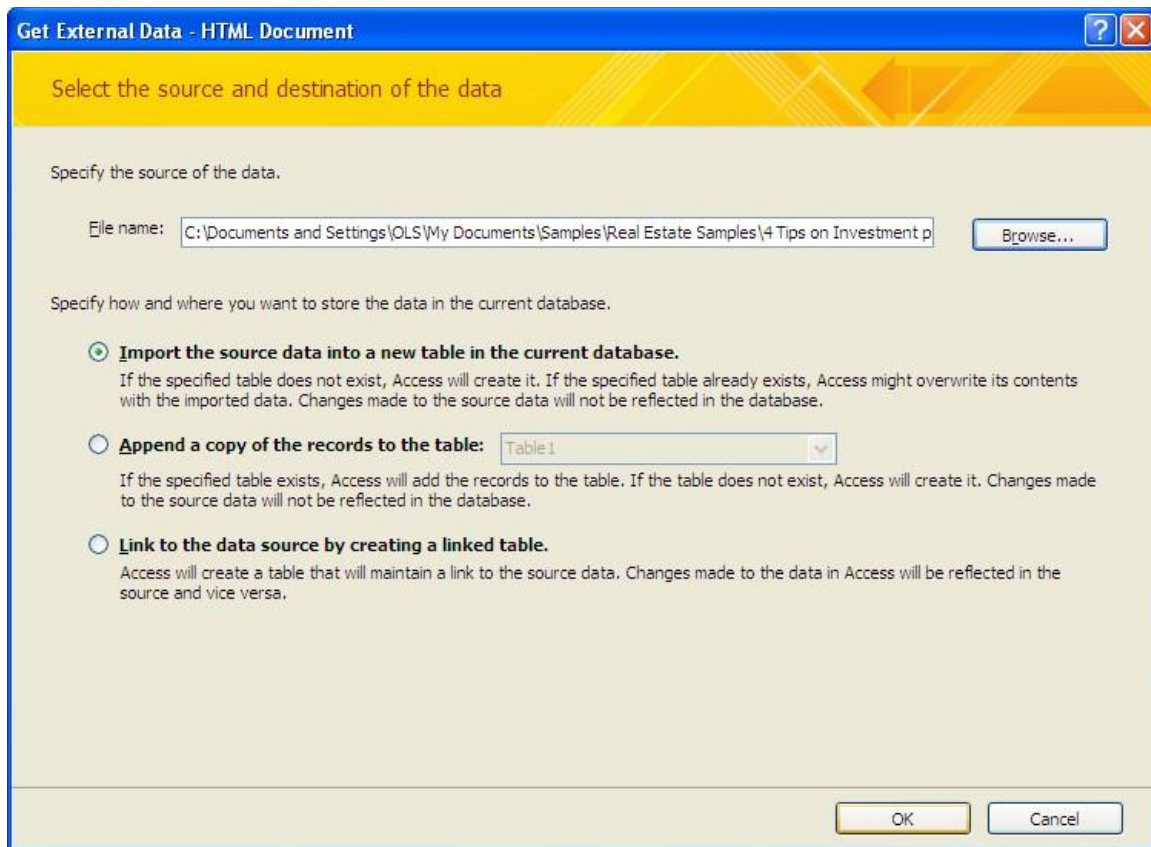 Get External Data - HTML Document
Select the source and destination of the data
Specify the source of the data.
File name: C:\Documents and Settings\OLS\My Documents\Samples\Real Estate Samples\4 Tips on Investment p Browse...
Specify how and where you want to store the data in the current database.
Import the source data into a new table in the current database.
If the specified table does not exist, Access will create it. If the specified table already exists, Access might overwrite its contents
with the imported data. Changes made to the source data will not be reflected in the database.
Append a copy of the records to the table: Table1
If the specified table exists, Access will add the records to the table. If the table does not exist, Access will create it. Changes made
to the source data will not be reflected in the database.
Link to the data source by creating a linked table.
Access will create a table that will maintain a link to the source data. Changes made to the data in Access will be reflected in the
source and vice versa.
OK Cancel